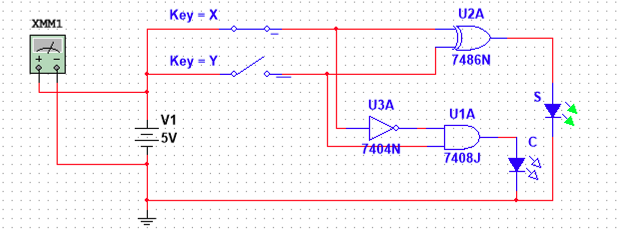 XMM1
Key = X
U2A
7486N
Key = Y
V1
5V
U3A
7404N
U1A
7408J
S
C